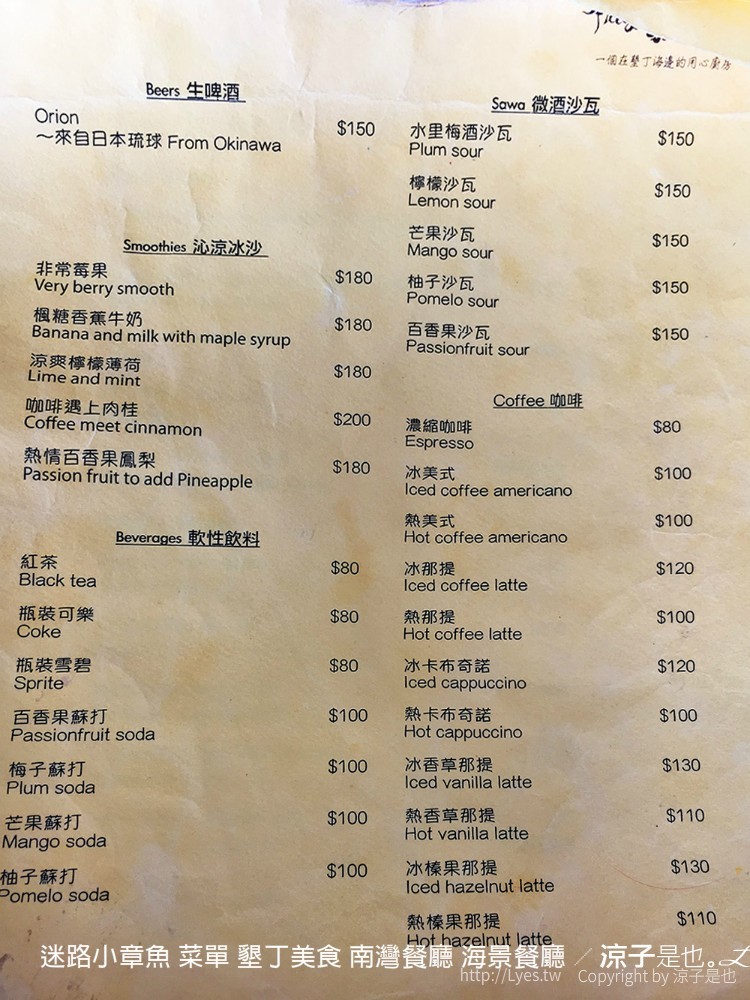 一個在墾丁海邊的用心廚房
Beers 生啤酒
Orion
～來自日本琉球 From Okinawa $150
Smoothies 沁涼冰沙
非常莓果
Very berry smooth $180
楓糖香蕉牛奶
Banana and milk with maple syrup $180
涼爽檸檬薄荷
Lime and mint $180
咖啡遇上肉桂
Coffee meet cinnamon $200
熱情百香果鳳梨
Passion fruit to add Pineapple $180
Beverages 軟性飲料
紅茶
Black tea $80
瓶裝可樂
Coke $80
瓶裝雪碧
Sprite $80
百香果蘇打
Passionfruit soda $100
梅子蘇打
Plum soda $100
芒果蘇打
Mango soda $100
柚子蘇打
Pomelo soda $100
Sawa 微酒沙瓦
水里梅酒沙瓦
Plum sour $150
檸檬沙瓦
Lemon sour $150
芒果沙瓦
Mango sour $150
柚子沙瓦
Pomelo sour $150
百香果沙瓦
Passionfruit sour $150
Coffee 咖啡
濃縮咖啡
Espresso $80
冰美式
Iced coffee americano $100
熱美式
Hot coffee americano $100
冰那提
Iced coffee latte $120
熱那提
Hot coffee latte $100
冰卡布奇諾
Iced cappuccino $120
熱卡布奇諾
Hot cappuccino $100
冰香草那提
Iced vanilla latte $130
熱香草那提
Hot vanilla latte $110
冰榛果那提
Iced hazelnut latte $130
熱榛果那提
Hot hazelnut latte $110
迷路小章魚 菜單 墾丁美食 南灣餐廳 海景餐廳 ／涼子是也。
http://Lyes.tw Copyright by 涼子是也